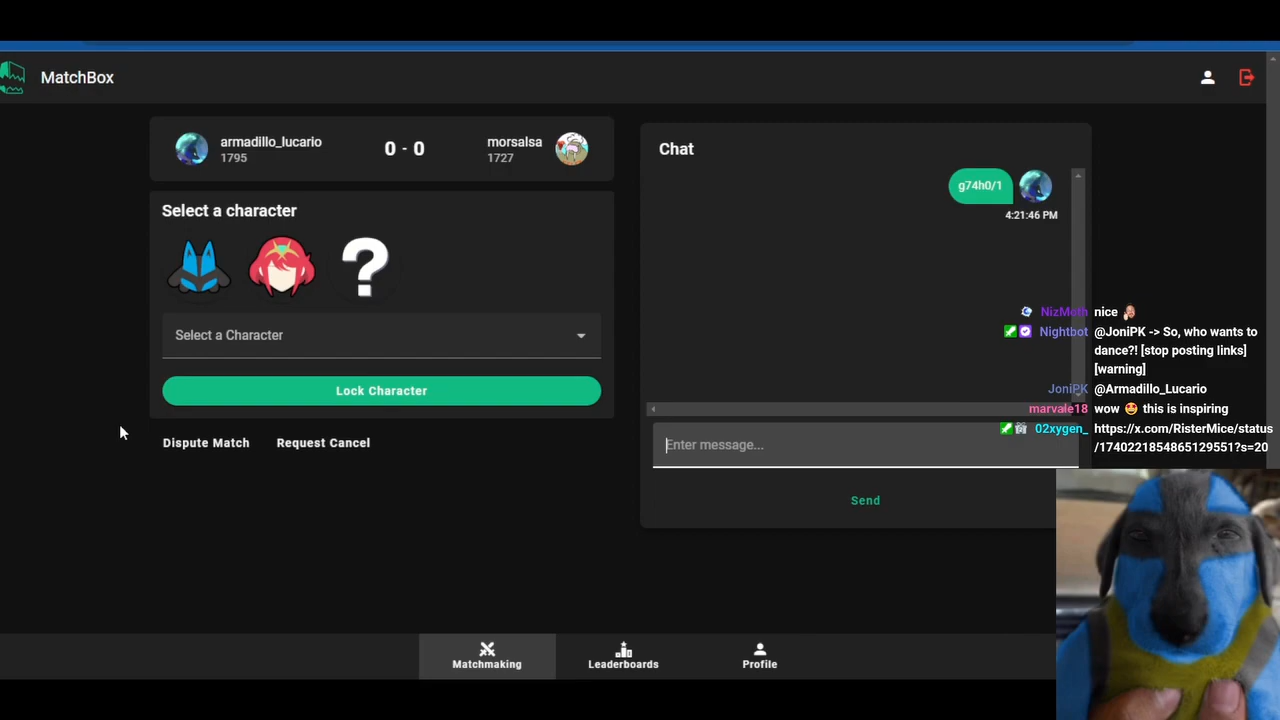 MatchBox
armadillo_lucario
1795
0 - 0
morsalsa
1727
Select a character
?
Select a Character
Lock Character
Dispute Match
Request Cancel
Chat
g74h0/1
4:21:46 PM
Enter message...
Send
NizMoth nice
Nightbot @JoniPK -> So, who wants to
dance?! [stop posting links]
[warning]
JoniPK @Armadillo_Lucario
marvale18 wow 🤩 this is inspiring
02xygen_ https://x.com/RisterMice/status
/1740221854865129551?s=20
Matchmaking
Leaderboards
Profile